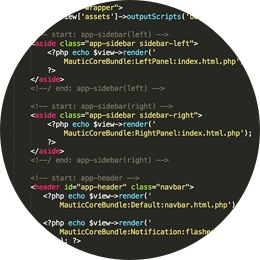 wrapper">
view['assets']->outputScripts('b
<!-- start: app-sidebar(left) -->
<aside class="app-sidebar sidebar-left">
<?php echo $view->render('
MauticCoreBundle:LeftPanel:index.html.php');
?>
</aside>
<!--/ end: app-sidebar(left) -->
-- start: app-sidebar(right) -->
<aside class="app-sidebar sidebar-right">
<?php echo $view->render('
MauticCoreBundle:RightPanel:index.html.php');
?>
</aside>
<!--/ end: app-sidebar(right) -->
<!-- start: app-header -->
<header id="app-header" class="navbar">
<?php echo $view->render('
MauticCoreBundle:Default:navbar.html.php')
?php echo $view->render('
MauticCoreBundle:Notification:flashe
); ?>